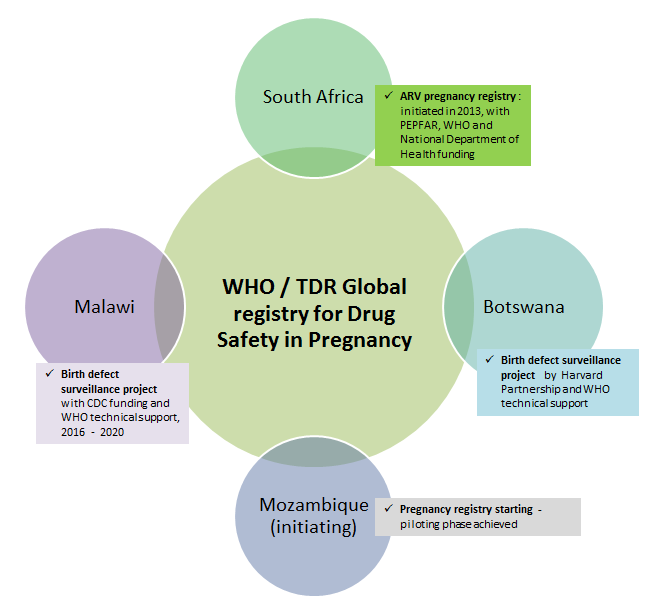 South Africa
✓ ARV pregnancy registry :
initiated in 2013, with
PEPFAR, WHO and
National Department of
Health funding
WHO / TDR Global
registry for Drug
Safety in Pregnancy
Malawi
✓ Birth defect
surveillance project
with CDC funding and
WHO technical support,
2016 - 2020
Botswana
✓ Birth defect surveillance
project by Harvard
Partnership and WHO
technical support
Mozambique
(initiating)
✓ Pregnancy registry starting -
piloting phase achieved